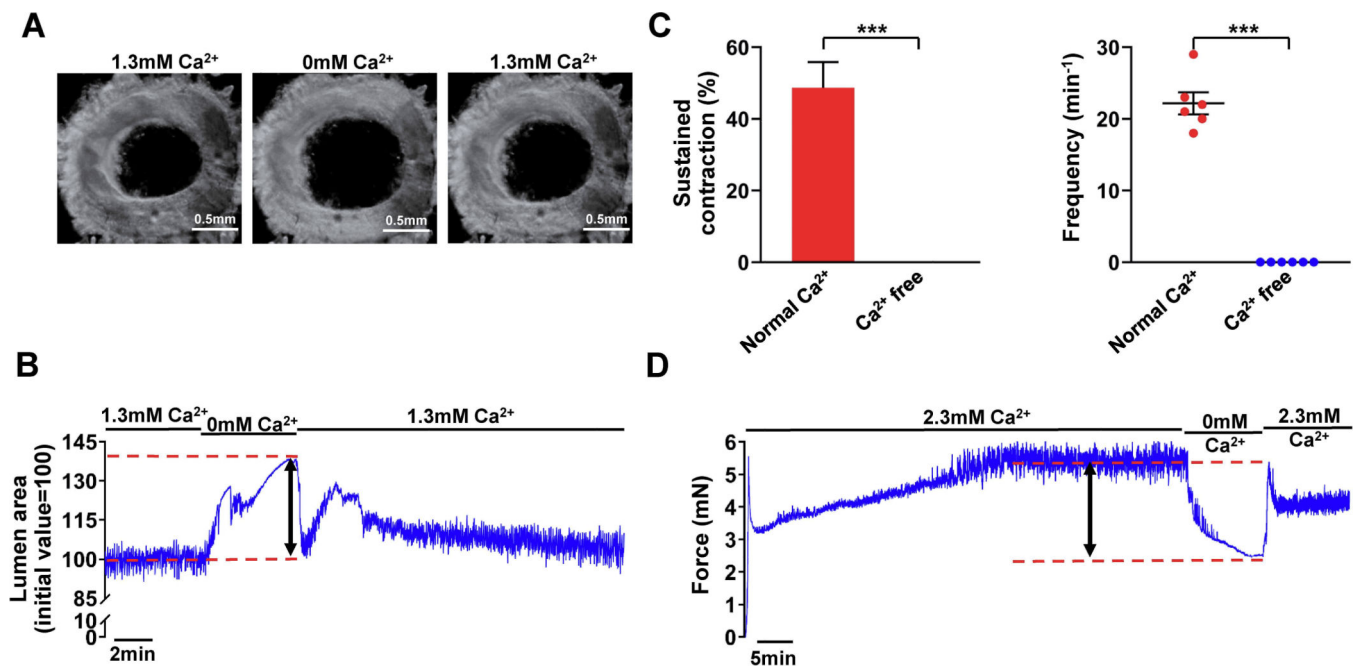 A
1.3mM Ca²⁺
0mM Ca²⁺
1.3mM Ca²⁺
0.5mm
0.5mm
0.5mm
B
1.3mM Ca²⁺
0mM Ca²⁺
1.3mM Ca²⁺
Lumen area
(initial value=100)
145
130
115
100
85
10
0
2min
C
***
Sustained
contraction (%)
60
40
20
0
Normal Ca²⁺
Ca²⁺ free
***
Frequency (min⁻¹)
30
20
10
0
Normal Ca²⁺
Ca²⁺ free
D
2.3mM Ca²⁺
0mM
Ca²⁺
2.3mM
Ca²⁺
Force (mN)
6
5
4
3
2
1
0
5min